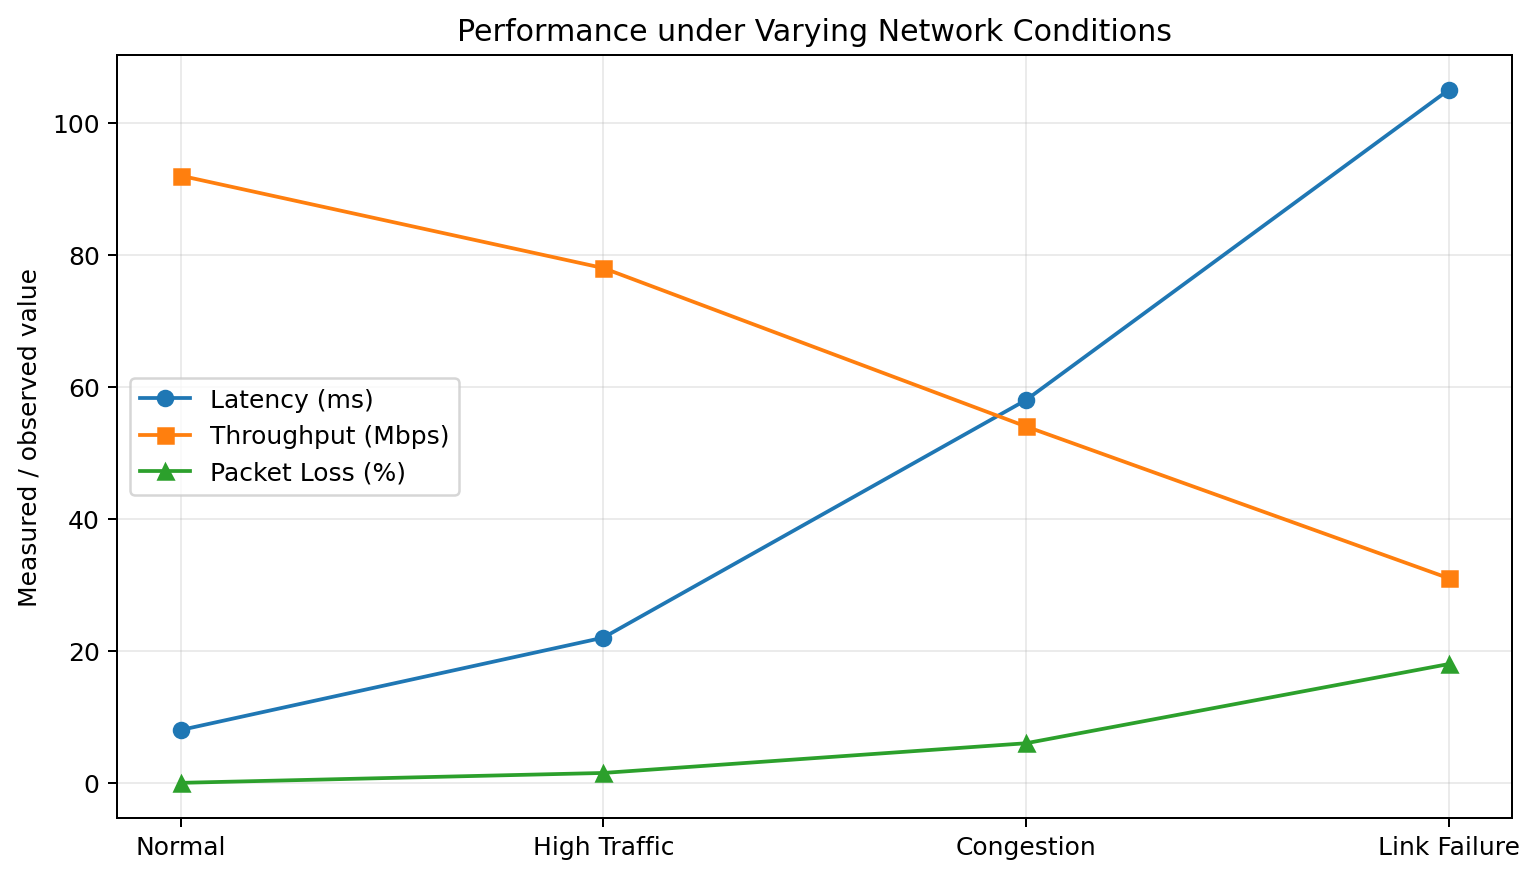 Performance under Varying Network Conditions
Measured / observed value
100
80
60
40
20
0
Latency (ms)
Throughput (Mbps)
Packet Loss (%)
Normal
High Traffic
Congestion
Link Failure